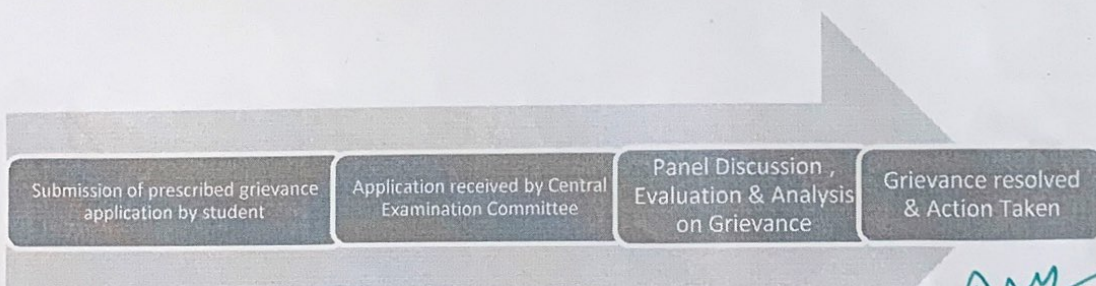 Submission of prescribed grievance
application by student
Application received by Central
Examination Committee
Panel Discussion ,
Evaluation & Analysis
on Grievance
Grievance resolved
& Action Taken